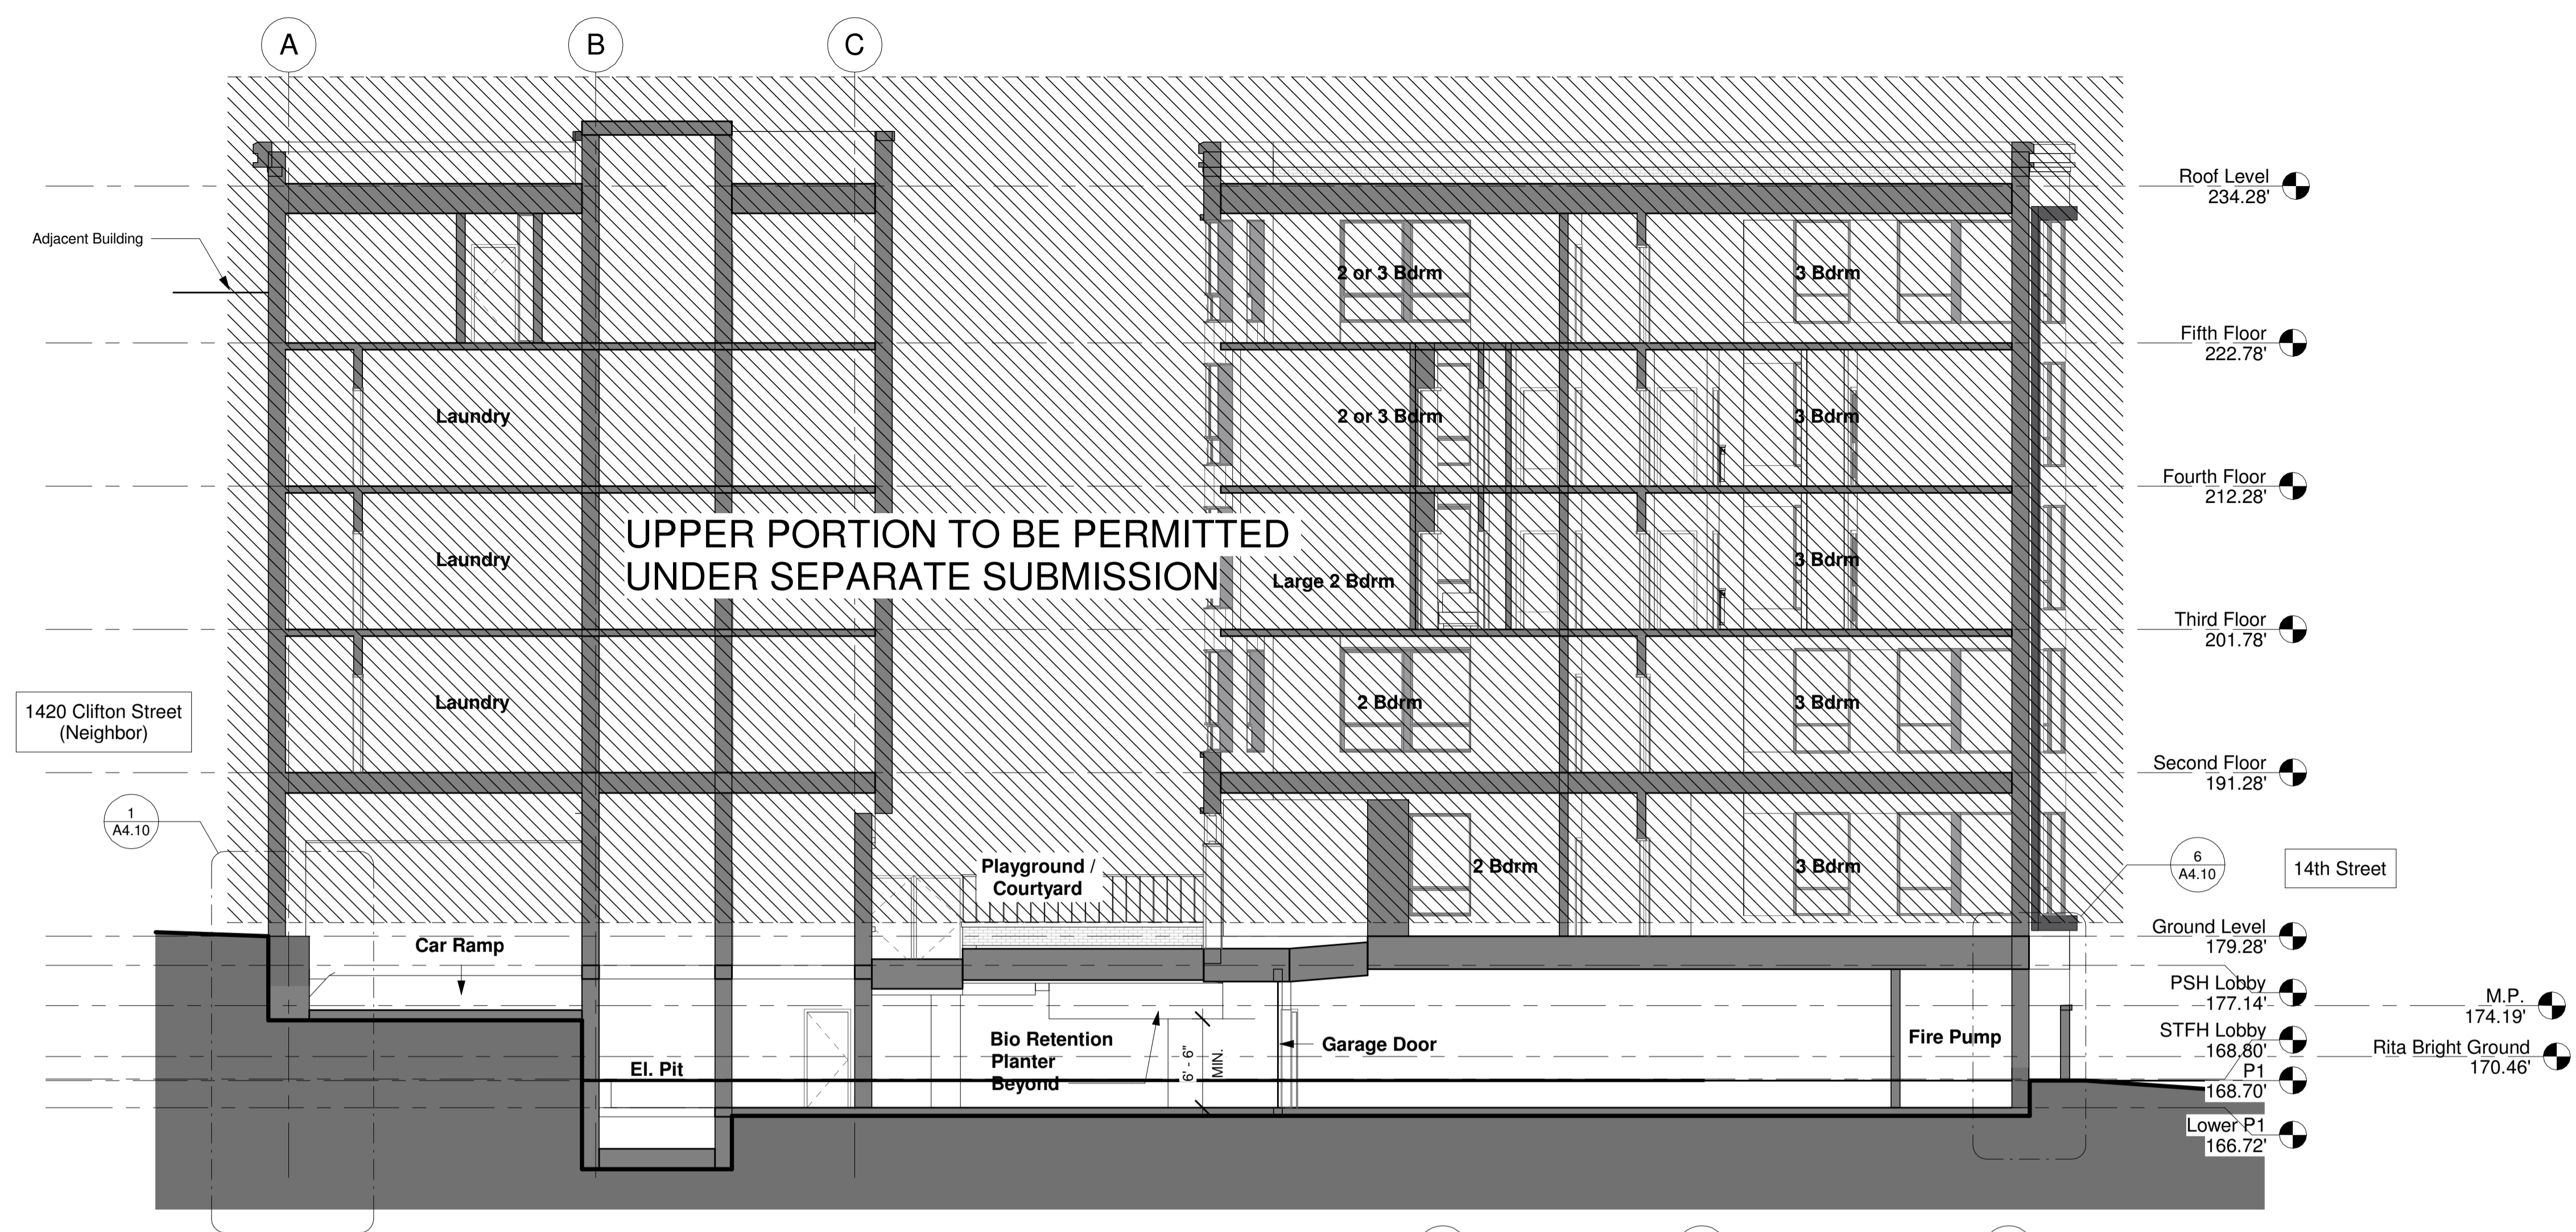 A
B
C
Roof Level
234.28'
Adjacent Building
2 or 3 Bdrm
3 Bdrm
Fifth Floor
222.78'
Laundry
2 or 3 Bdrm
3 Bdrm
Fourth Floor
212.28'
UPPER PORTION TO BE PERMITTED
UNDER SEPARATE SUBMISSION
Laundry
Large 2 Bdrm
3 Bdrm
Third Floor
201.78'
1420 Clifton Street
(Neighbor)
Laundry
2 Bdrm
3 Bdrm
Second Floor
191.28'
1
A4.10
Playground /
Courtyard
2 Bdrm
3 Bdrm
6
A4.10
14th Street
Ground Level
179.28'
Car Ramp
PSH Lobby
177.14'
M.P.
174.19'
STFH Lobby
168.80'
Rita Bright Ground
170.46'
El. Pit
Bio Retention
Planter
Beyond
6' - 6"
MIN.
Garage Door
Fire Pump
P1
168.70'
Lower P1
166.72'